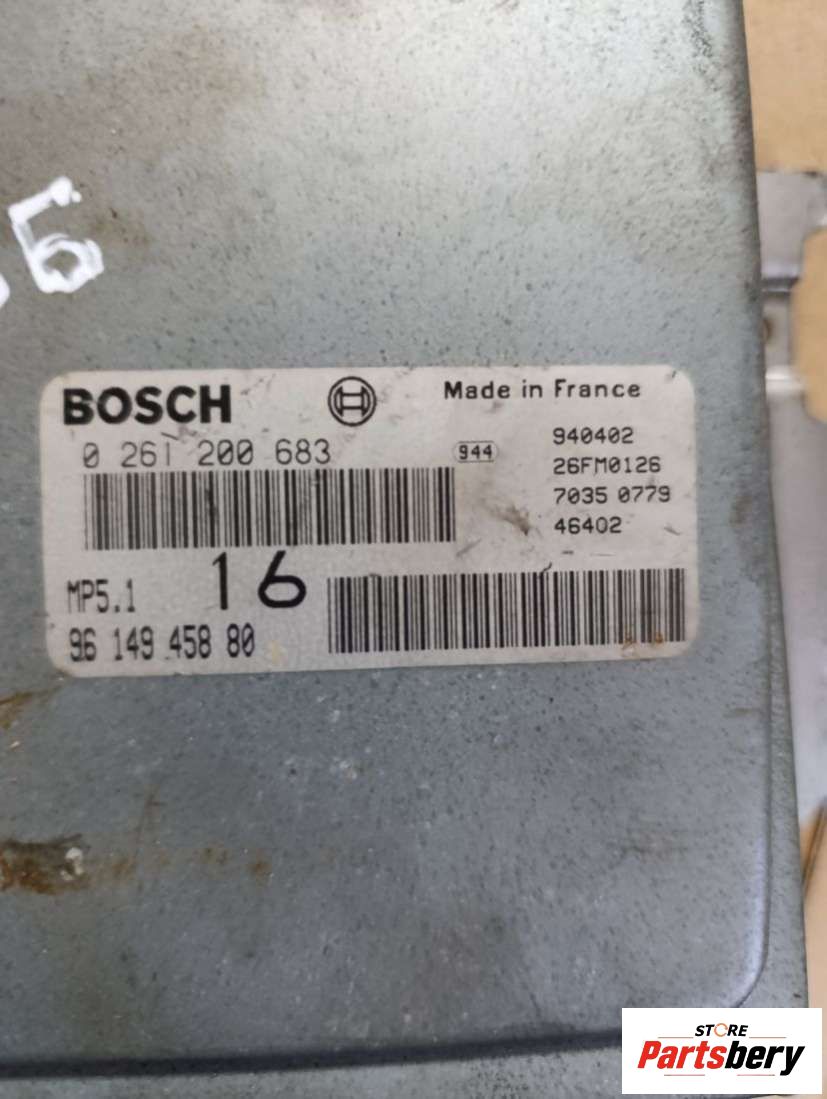 6
BOSCH
Made in France
0 261 200 683
944
940402
26FM0126
7035 0779
46402
MP5.1
16
96 149 458 80
STORE
Partsbery